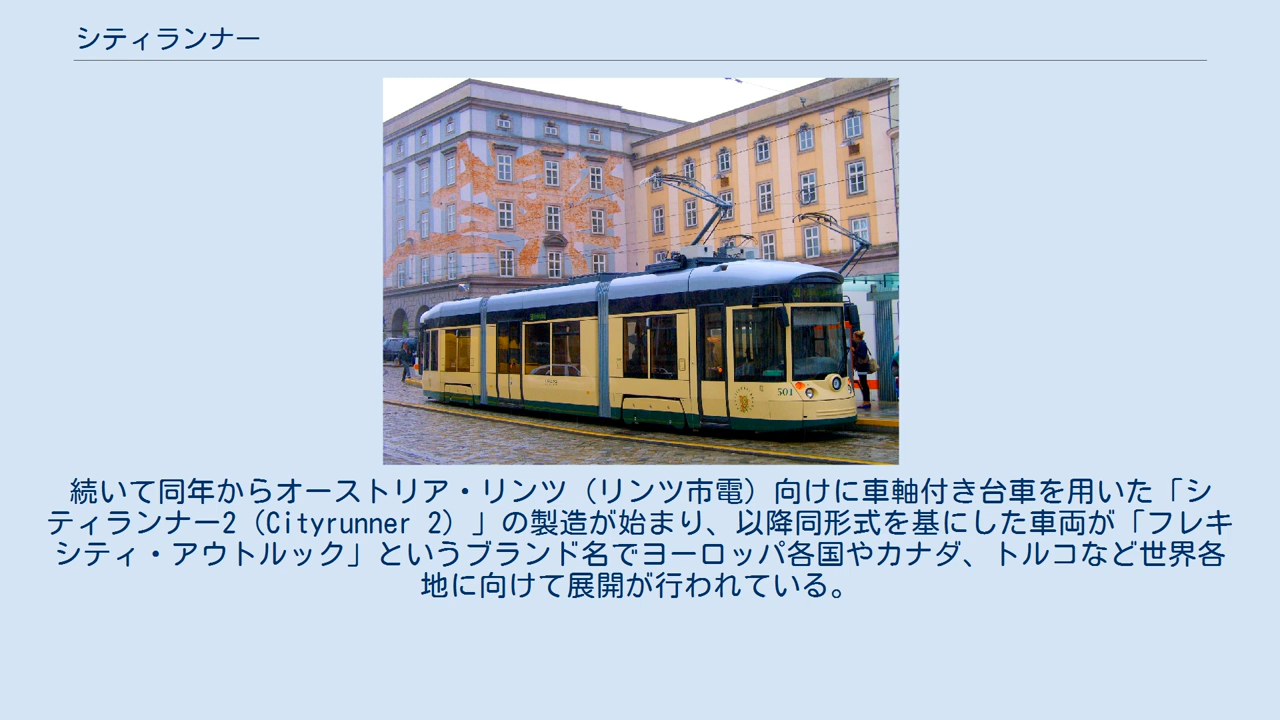 シティランナー
501
続いて同年からオーストリア・リンツ（リンツ市電）向けに車軸付き台車を用いた「シ
ティランナー2（Cityrunner 2）」の製造が始まり、以降同形式を基にした車両が「フレキ
シティ・アウトルック」というブランド名でヨーロッパ各国やカナダ、トルコなど世界各
地に向けて展開が行われている。